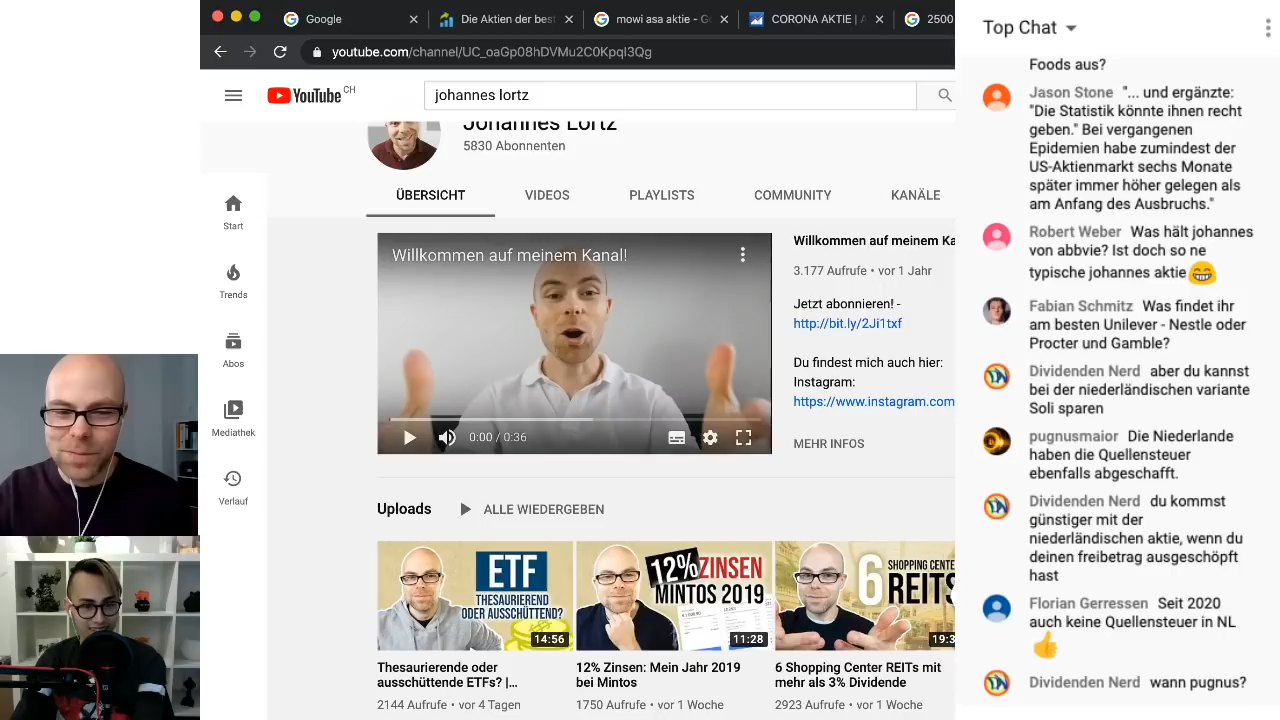 Google
Die Aktien der best
mowi asa aktie - G
CORONA AKTIE | A
2500
youtube.com/channel/UC_oaGp08hDVMu2C0Kpql3Qg
YouTube CH
johannes lortz
Johannes Lortz
5830 Abonnenten
ÜBERSICHT
VIDEOS
PLAYLISTS
COMMUNITY
KANÄLE
Start
Trends
Abos
Mediathek
Verlauf
Willkommen auf meinem Kanal!
0:00 / 0:36
Willkommen auf meinem Ka
3.177 Aufrufe • vor 1 Jahr
Jetzt abonnieren! -
http://bit.ly/2Ji1txf
Du findest mich auch hier:
Instagram:
https://www.instagram.com
MEHR INFOS
Uploads
ALLE WIEDERGEBEN
ETF?
THESAURIEREND
ODER AUSSCHÜTTEND?
14:56
12% ZINSEN
MINTOS 2019
11:28
6 SHOPPING CENTER
REITS
19:3
Thesaurierende oder
ausschüttende ETFs? |...
2144 Aufrufe • vor 4 Tagen
12% Zinsen: Mein Jahr 2019
bei Mintos
1750 Aufrufe • vor 1 Woche
6 Shopping Center REITs mit
mehr als 3% Dividende
2923 Aufrufe • vor 1 Woche
Top Chat
Foods aus?
Jason Stone "... und ergänzte:
"Die Statistik könnte ihnen recht
geben." Bei vergangenen
Epidemien habe zumindest der
US-Aktienmarkt sechs Monate
später immer höher gelegen als
am Anfang des Ausbruchs."
Robert Weber Was hält johannes
von abbvie? Ist doch so ne
typische johannes aktie😁
Fabian Schmitz Was findet ihr
am besten Unilever - Nestle oder
Procter und Gamble?
Dividenden Nerd aber du kannst
bei der niederländischen variante
Soli sparen
pugnusmaior Die Niederlande
haben die Quellensteuer
ebenfalls abgeschafft.
Dividenden Nerd du kommst
günstiger mit der
niederländischen aktie, wenn du
deinen freibetrag ausgeschöpft
hast
Florian Gerressen Seit 2020
auch keine Quellensteuer in NL
👍
Dividenden Nerd wann pugnus?